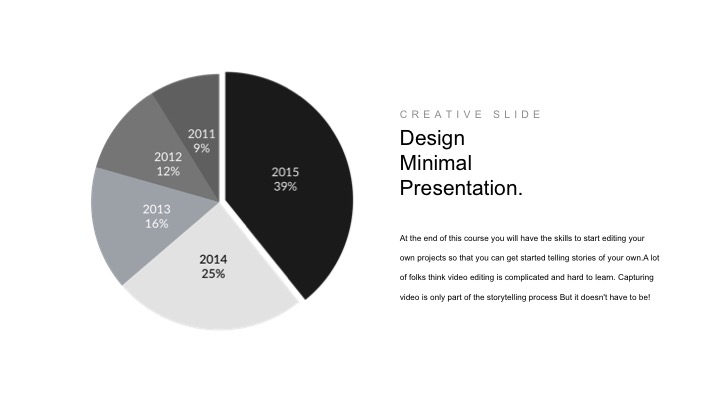 2011
9%
2012
12%
2015
39%
2013
16%
2014
25%
CREATIVE SLIDE
Design
Minimal
Presentation.
At the end of this course you will have the skills to start editing your
own projects so that you can get started telling stories of your own.A lot
of folks think video editing is complicated and hard to learn. Capturing
video is only part of the storytelling process But it doesn't have to be!